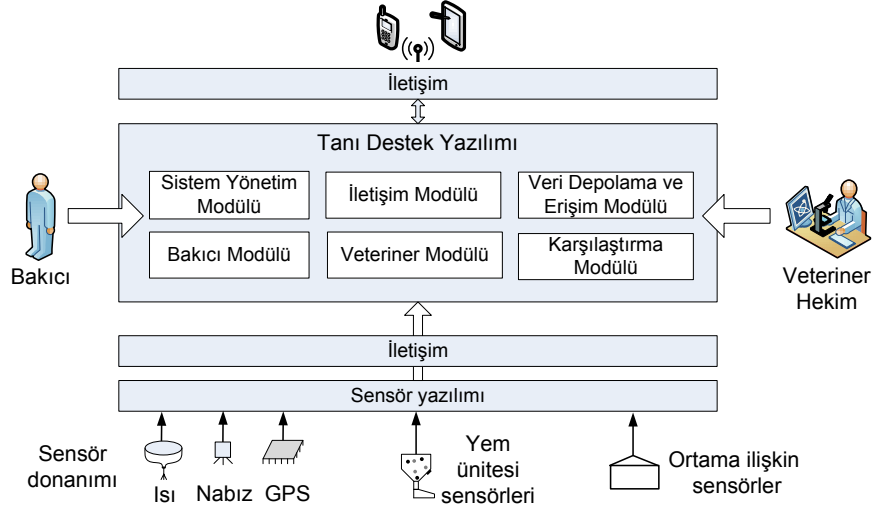 İletişim
Tanı Destek Yazılımı
Sistem Yönetim
Modülü
İletişim Modülü
Veri Depolama ve
Erişim Modülü
Bakıcı Modülü
Veteriner Modülü
Karşılaştırma
Modülü
Bakıcı
Veteriner
Hekim
İletişim
Sensör yazılımı
Sensör
donanımı
Isı
Nabız
GPS
Yem
ünitesi
sensörleri
Ortama ilişkin
sensörler